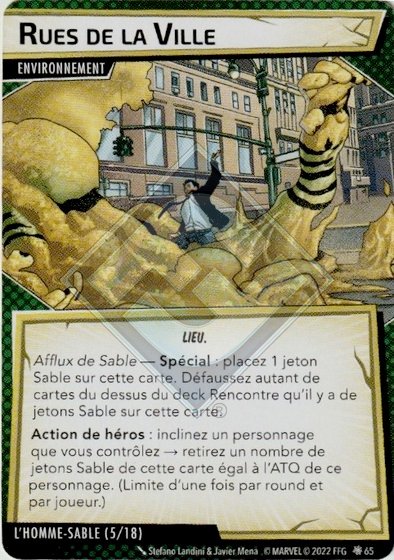 RUES DE LA VILLE
ENVIRONNEMENT
LIEU.
Afflux de Sable — Spécial : placez 1 jeton
Sable sur cette carte. Défaussez autant de
cartes du dessus du deck Rencontre qu'il y a de
jetons Sable sur cette carte.
Action de héros : inclinez un personnage
que vous contrôlez → retirez un nombre de
jetons Sable de cette carte égal à l'ATQ de ce
personnage. (Limite d'une fois par round et
par joueur.)
L'HOMME-SABLE (5/18)
Stefano Landini & Javier Mena © MARVEL © 2022 FFG 65